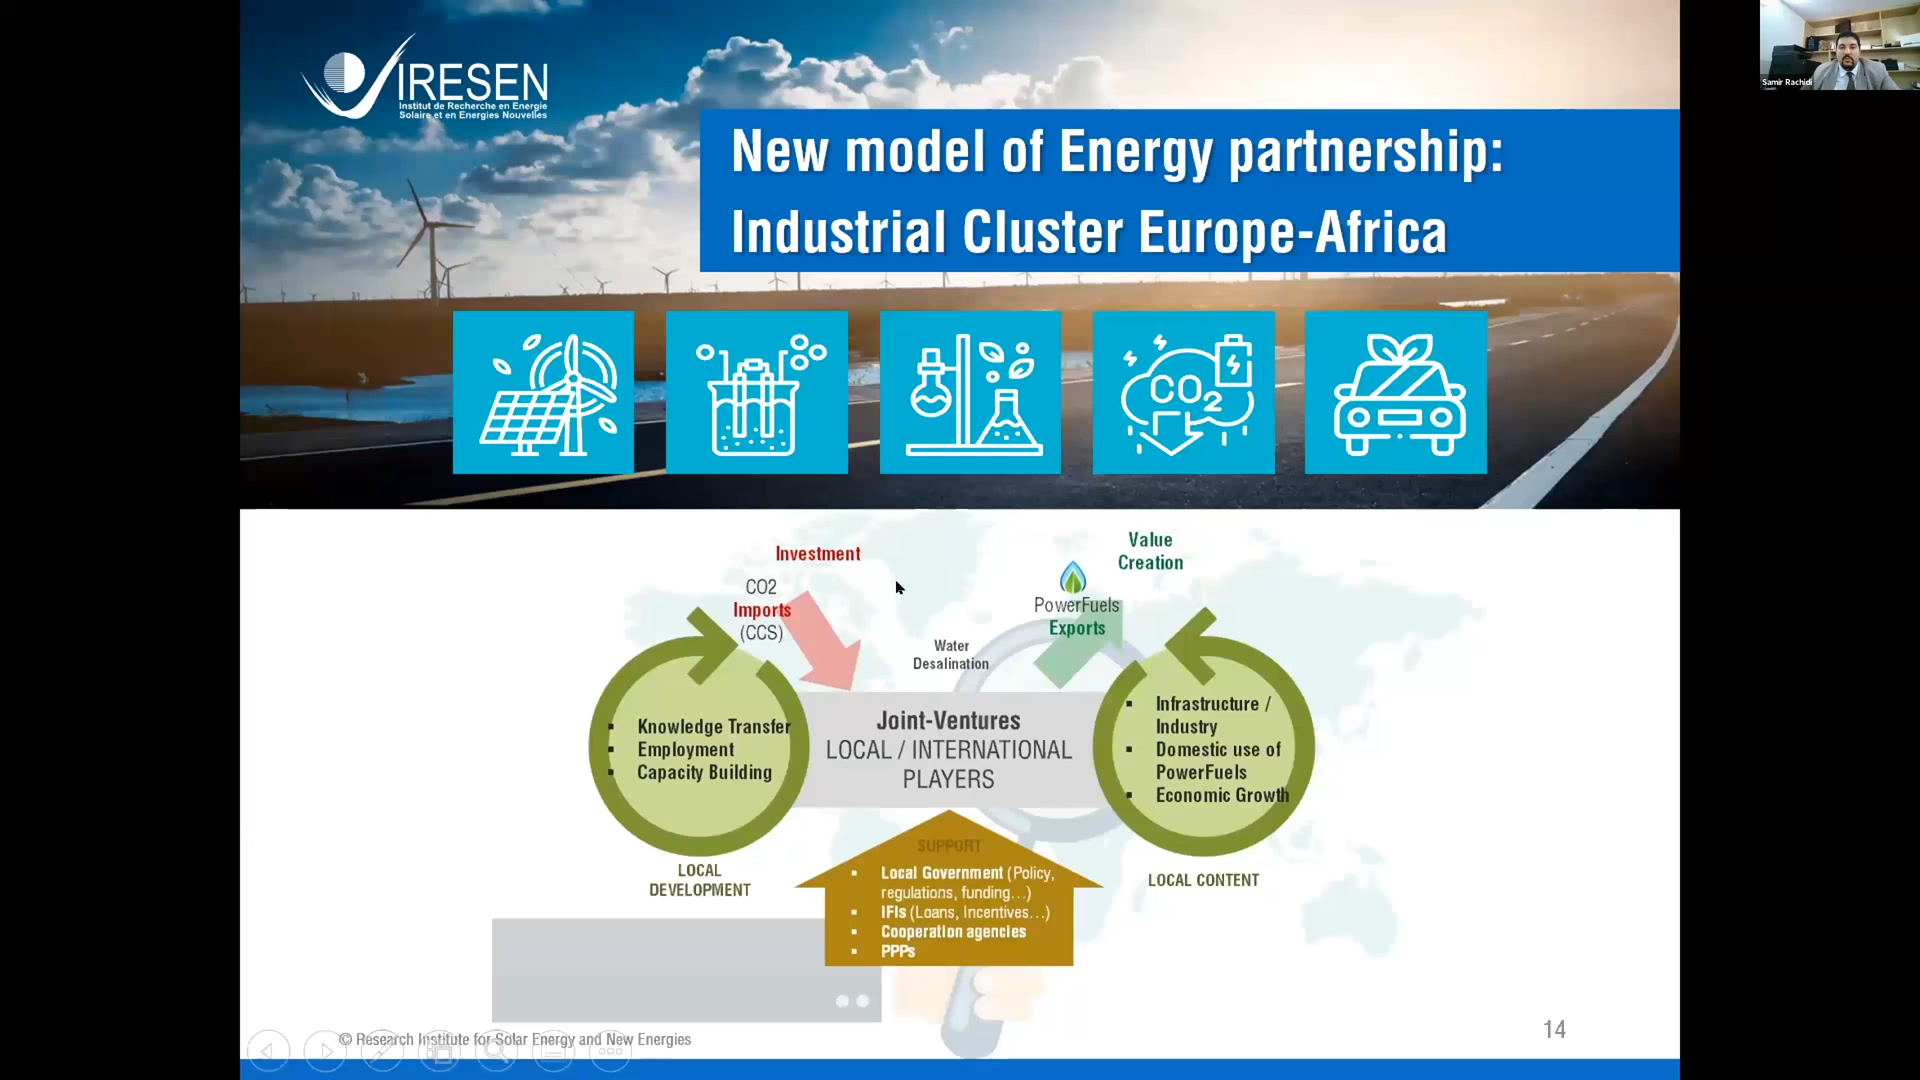 Samir Rachidi
IRESEN
Institut de Recherche en Energie
Solaire et en Energies Nouvelles
New model of Energy partnership:
Industrial Cluster Europe-Africa
CO2
Investment
CO2
Imports
(CCS)
Value
Creation
PowerFuels
Exports
Water
Desalination
▪ Knowledge Transfer
▪ Employment
▪ Capacity Building
Joint-Ventures
LOCAL / INTERNATIONAL
PLAYERS
▪ Infrastructure /
Industry
▪ Domestic use of
PowerFuels
▪ Economic Growth
LOCAL
DEVELOPMENT
SUPPORT
▪ Local Government (Policy,
regulations, funding...)
▪ IFIs (Loans, Incentives...)
▪ Cooperation agencies
▪ PPPs
LOCAL CONTENT
© Research Institute for Solar Energy and New Energies
14